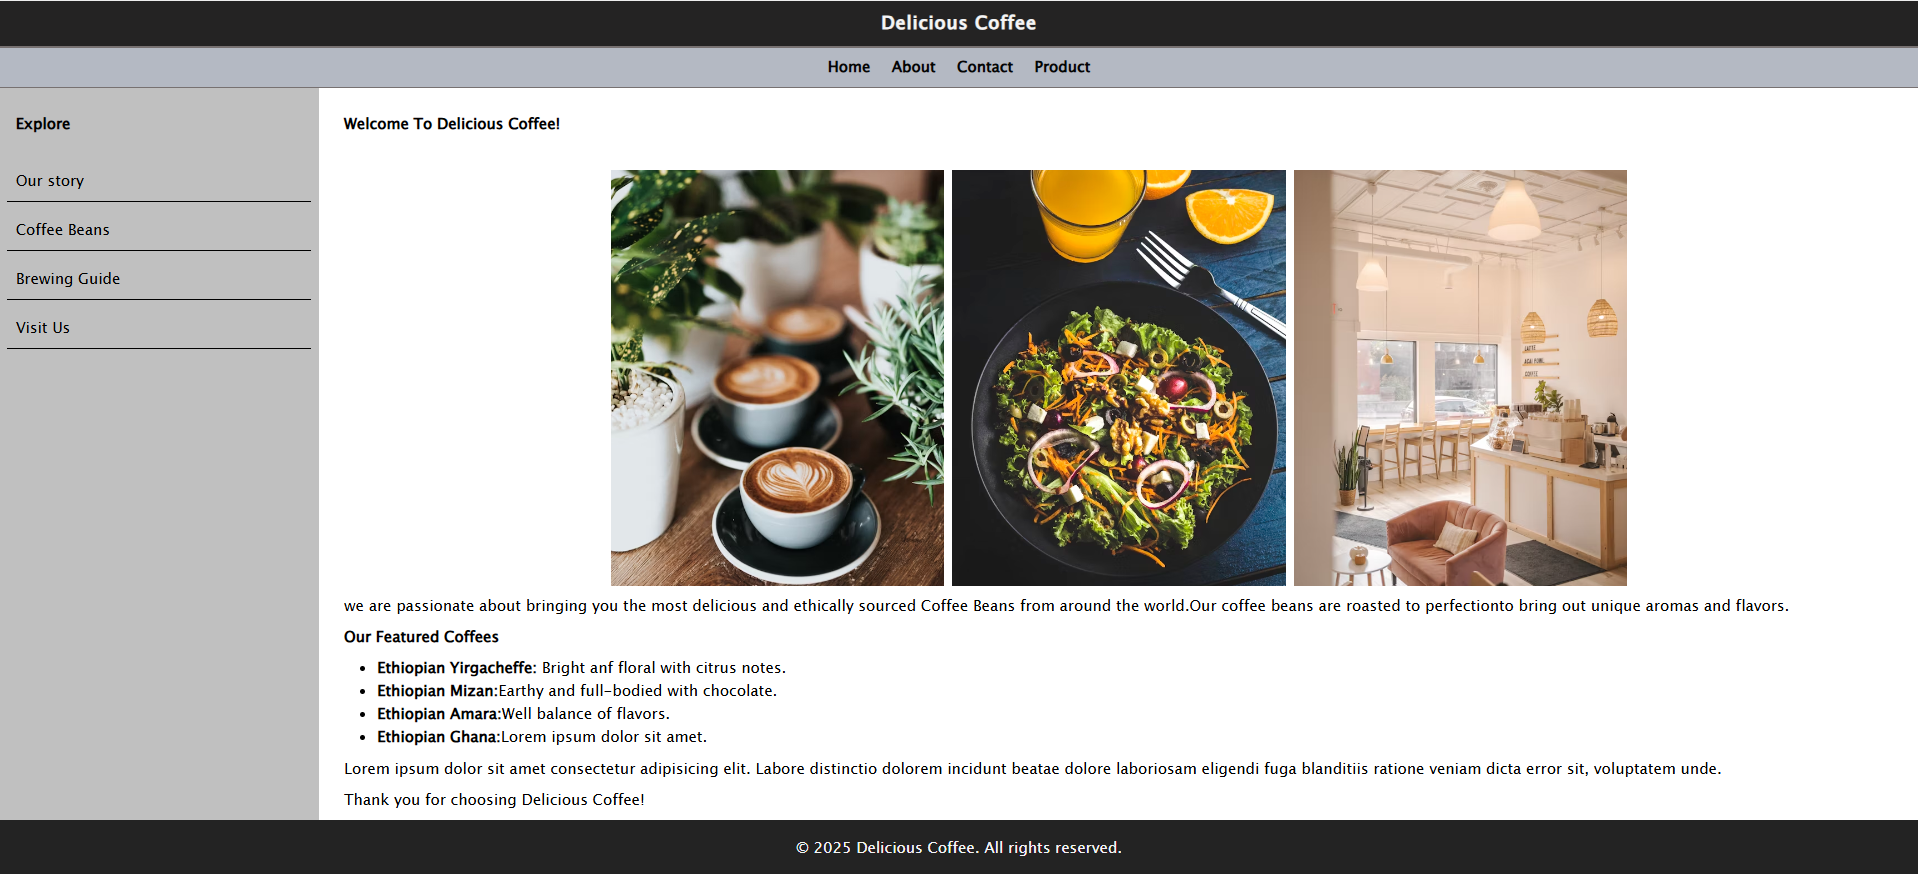 Delicious Coffee
Home About Contact Product
Explore
Our story
Coffee Beans
Brewing Guide
Visit Us
Welcome To Delicious Coffee!
LATTE
COFFEE
we are passionate about bringing you the most delicious and ethically sourced Coffee Beans from around the world.Our coffee beans are roasted to perfectionto bring out unique aromas and flavors.
Our Featured Coffees
• Ethiopian Yirgacheffe: Bright anf floral with citrus notes.
• Ethiopian Mizan:Earthy and full-bodied with chocolate.
• Ethiopian Amara:Well balance of flavors.
• Ethiopian Ghana:Lorem ipsum dolor sit amet.
Lorem ipsum dolor sit amet consectetur adipisicing elit. Labore distinctio dolorem incidunt beatae dolore laboriosam eligendi fuga blanditiis ratione veniam dicta error sit, voluptatem unde.
Thank you for choosing Delicious Coffee!
© 2025 Delicious Coffee. All rights reserved.